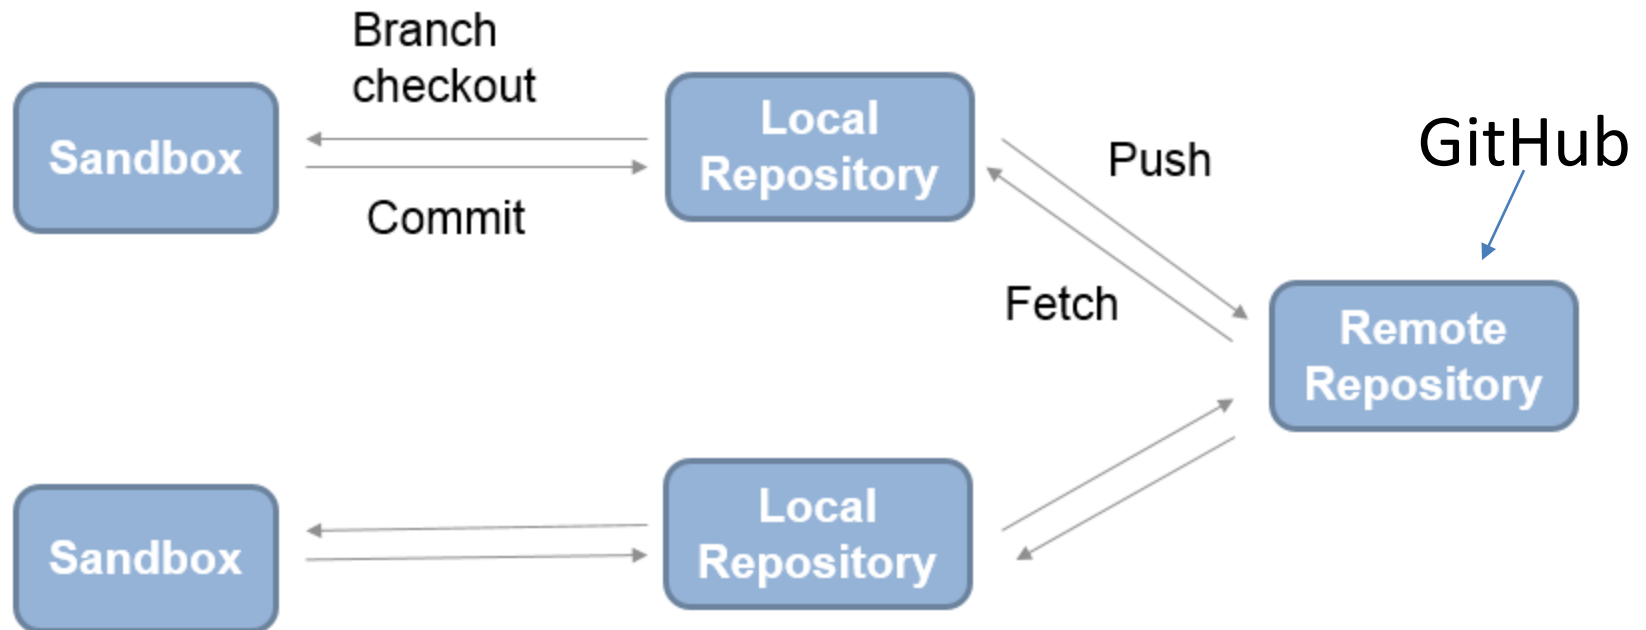 Branch
checkout
Sandbox
Commit
Local
Repository
Push
Fetch
GitHub
Remote
Repository
Sandbox
Local
Repository